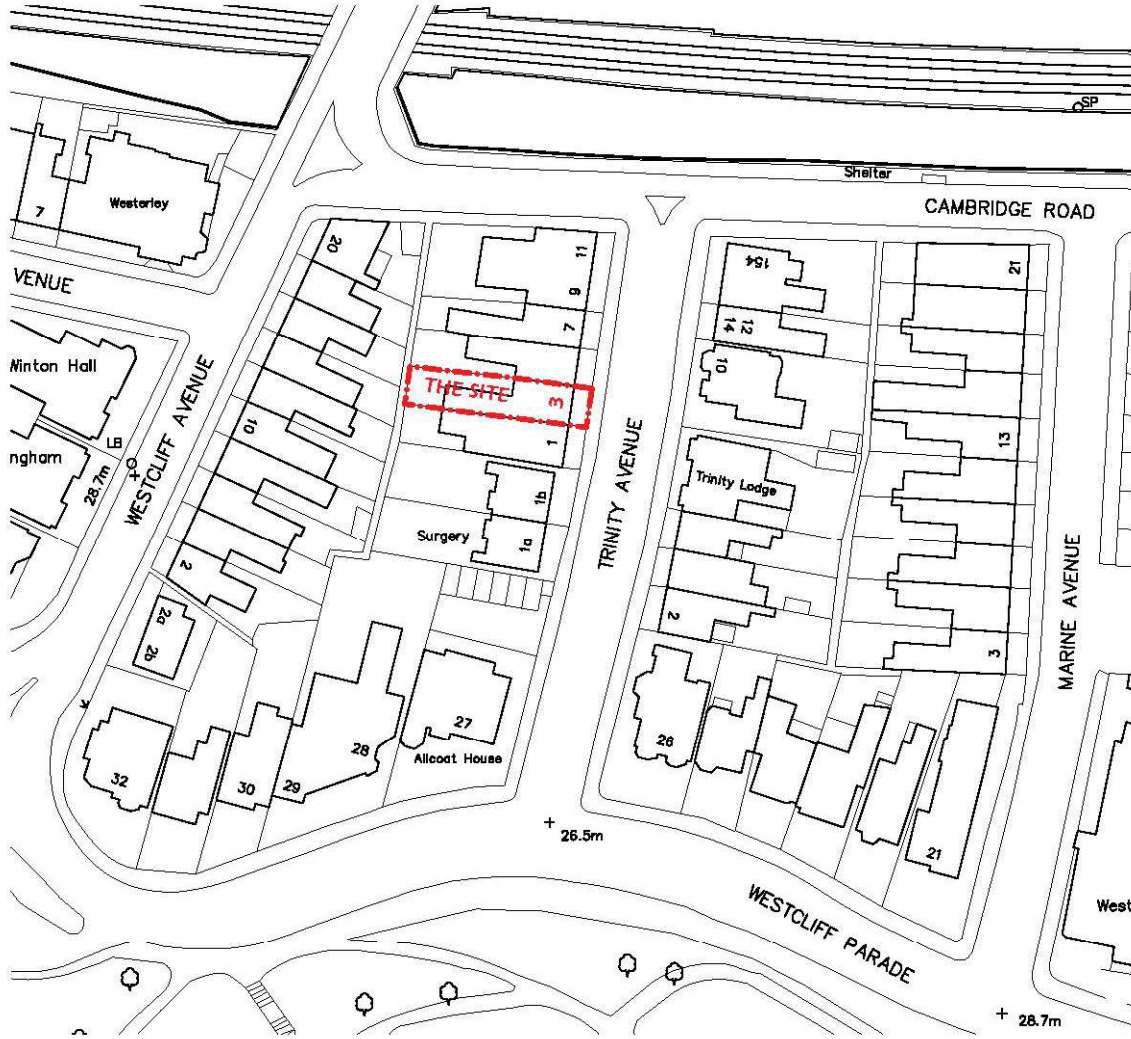 SP
Shelter
CAMBRIDGE ROAD
7
Westerley
20
11
154
21
9
VENUE
7
12
14
Winton Hall
10
THE SITE
3
WESTCLIFF AVENUE
10
1
13
LB
ngham
28.7m
Trinity Lodge
1b
TRINITY AVENUE
Surgery
1a
2
MARINE AVENUE
2a
2
2b
3
27
26
28
Allcoat House
32
30
29
26.5m
21
WESTCLIFF PARADE
West
28.7m